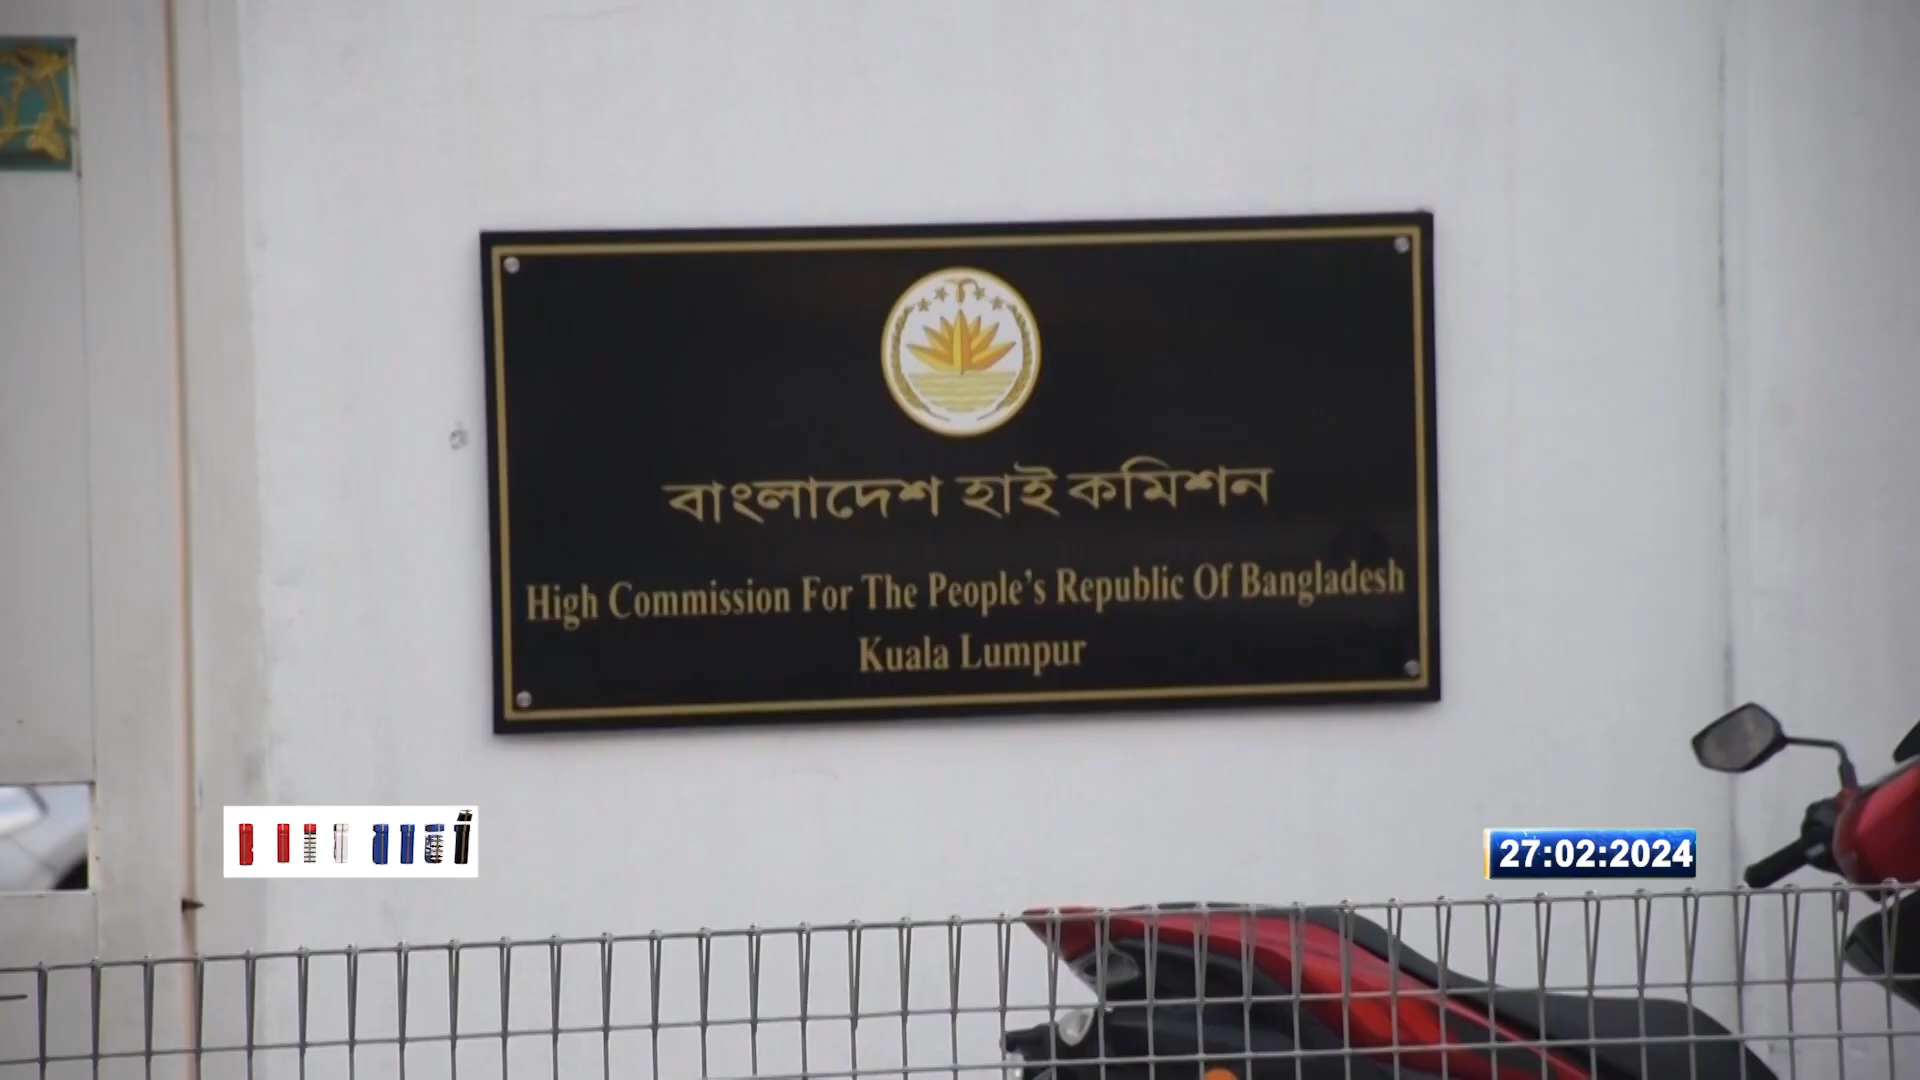 বাংলাদেশ হাই কমিশন
High Commission For The People's Republic Of Bangladesh
Kuala Lumpur
27:02:2024